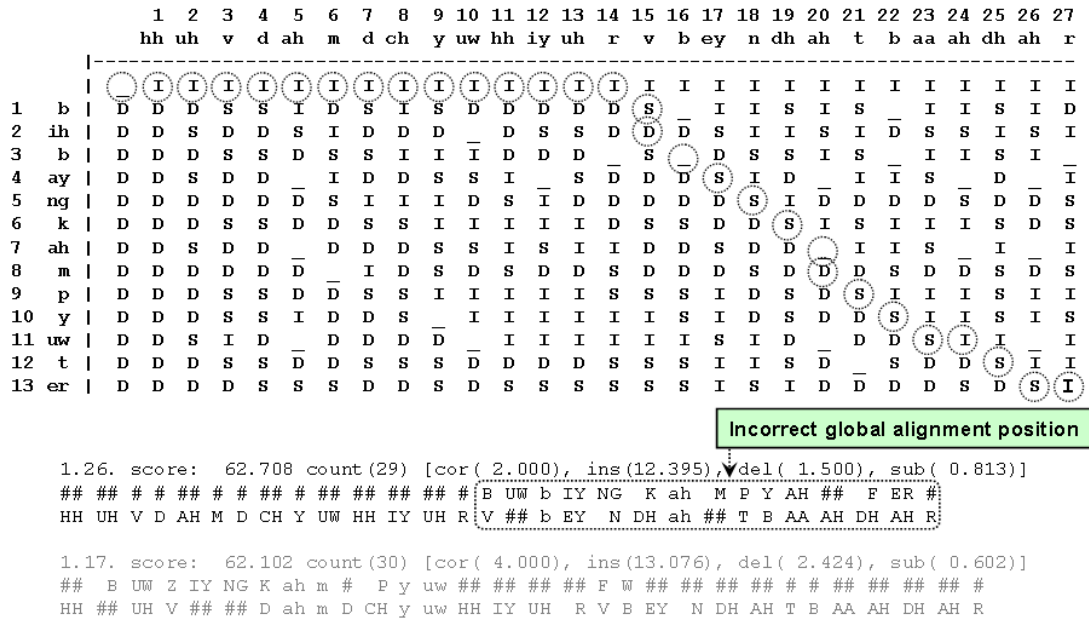 1 2 3 4 5 6 7 8 9 10 11 12 13 14 15 16 17 18 19 20 21 22 23 24 25 26 27
hh uh v d ah m d ch y uw hh iy uh r v b ey n dh ah t b aa ah dh ah r
|--------------------------------------------------
| _ I I I I I I I I I I I I I I I I I I I I I I I I I I I
1 b | D D D S S I D S I S D D D D D S _ I I S I S _ I I S I D
2 ih | D D S D D S I D D D _ D S S D D D S I I S I D S S I S I
3 b | D D D S S D S S I I I D D D _ S _ D S S I S _ I I S I _
4 ay | D D S D D _ I D D S S I _ S D D D S I D _ I I S _ D _ I
5 ng | D D D D D D S I I I D S I D D D D D S I D D D D S D D S
6 k | D D D S D D D S S I I I I I D D S D D S I S I I I S D S
7 ah | D D S D D _ D D D S S I S I I D D S D D _ I I S _ I _ I
8 m | D D D D D D _ I D S D S D D S D D D D D D D S D D S D S
9 p | D D D S S D D S S I I I I I S S S I D S D S I I I S I I
10 y | D D D S S I D D S _ I I I I I I S I I S D D S I I S I S
11 uw | D D S I D _ D D D D _ I I I I I I S I D _ D D S I I _ I
12 t | D D D S S D D S S D D D D S S S S I I S D _ S D D S I I
13 er | D D D D S S S S D S S D S S S S S I S I D D D D S D S I
Incorrect global alignment position
1.26. score: 62.708 count(29) [cor( 2.000), ins(12.395), del( 1.500), sub( 0.813)]
## ## # # ## # # ## # ## ## ## ## # B UW b IY NG K ah M P Y AH ## F ER #
HH UH V D AH M D CH Y UW HH IY UH R V ## b EY N DH ah ## T B AA AH DH AH R
1.17. score: 62.102 count(30) [cor( 4.000), ins(13.076), del( 2.424), sub( 0.602)]
## B UW Z IY NG K ah m # P y uw ## ## ## ## # F W ## ## ## # # ## ## ## ## #
HH ## UH V ## ## D ah m D CH y uw HH IY UH R V B EY N DH AH T B AA AH DH AH R